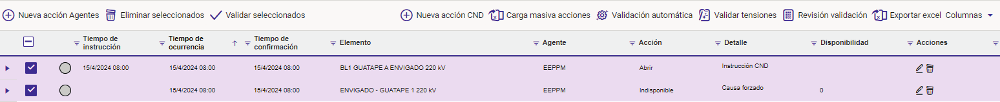 Nueva acción Agentes Eliminar seleccionados Validar seleccionados Nueva acción CND Carga masiva acciones Validación automática Validar tensiones Revisión validación Exportar excel Columnas
Tiempo de instrucción Tiempo de ocurrencia Tiempo de confirmación Elemento Agente Acción Detalle Disponibilidad Acciones
15/4/2024 08:00 15/4/2024 08:00 15/4/2024 08:00 BL1 GUATAPE A ENVIGADO 220 kV EEPPM Abrir Instrucción CND
15/4/2024 08:00 15/4/2024 08:00 ENVIGADO - GUATAPE 1 220 kV EEPPM Indisponible Causa forzado 0